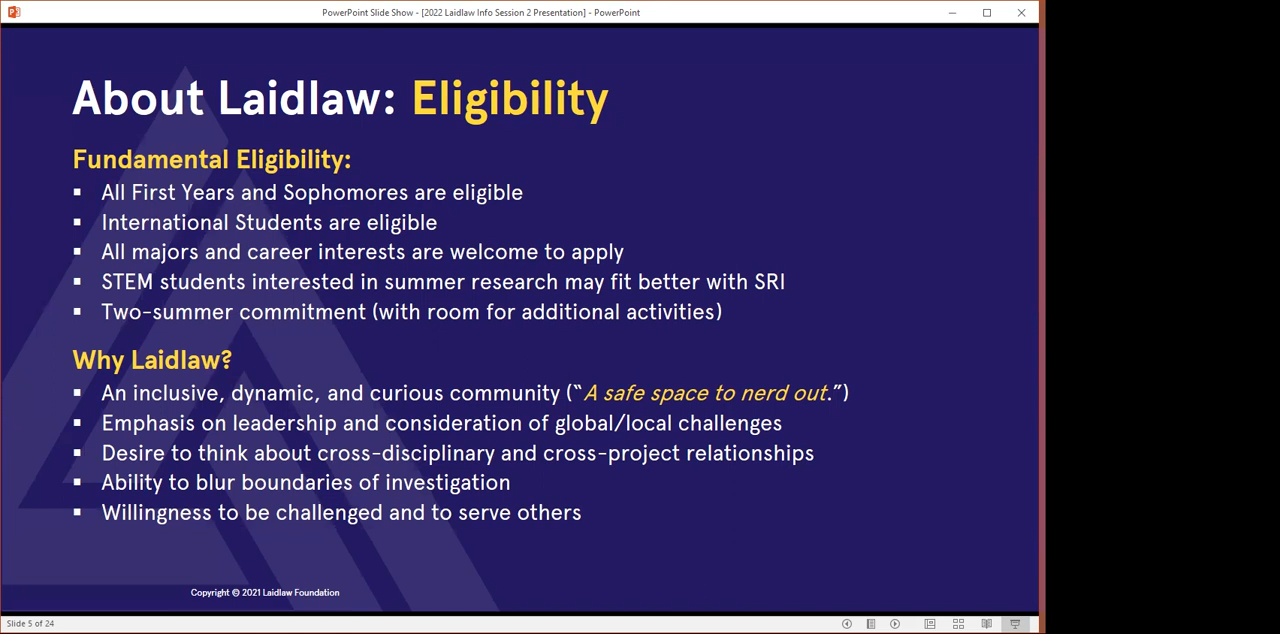 PowerPoint Slide Show - [2022 Laidlaw Info Session 2 Presentation] - PowerPoint
About Laidlaw: Eligibility
Fundamental Eligibility:
▪ All First Years and Sophomores are eligible
▪ International Students are eligible
▪ All majors and career interests are welcome to apply
▪ STEM students interested in summer research may fit better with SRI
▪ Two-summer commitment (with room for additional activities)
Why Laidlaw?
▪ An inclusive, dynamic, and curious community (“A safe space to nerd out.”)
▪ Emphasis on leadership and consideration of global/local challenges
▪ Desire to think about cross-disciplinary and cross-project relationships
▪ Ability to blur boundaries of investigation
▪ Willingness to be challenged and to serve others
Copyright © 2021 Laidlaw Foundation
Slide 5 of 24